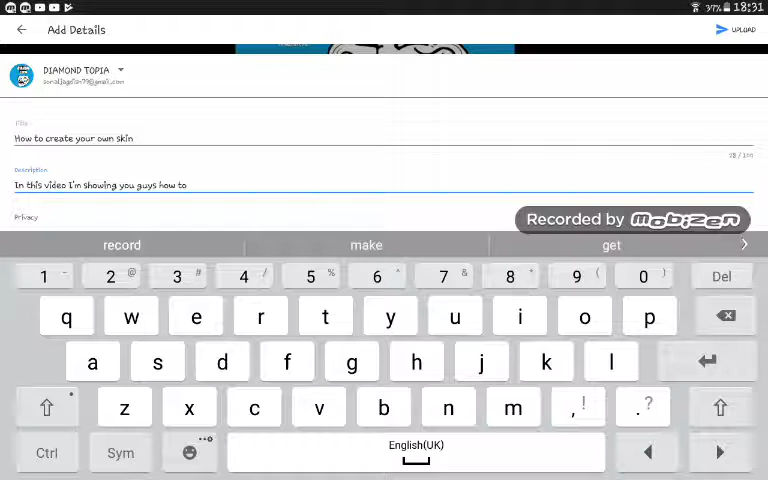 37% 18:31
Add Details
UPLOAD
DIAMOND TOPIA
Title
How to create your own skin
Description
In this video I'm showing you guys how to
Privacy
Recorded by mobizen
record make get
1 - 2 @ 3 # 4 / 5 % 6 ^ 7 & 8 + 9 ( 0 ) Del
q w e r t y u i o p
a s d f g h j k l
z x c v b n m , ! . ?
Ctrl Sym English(UK)